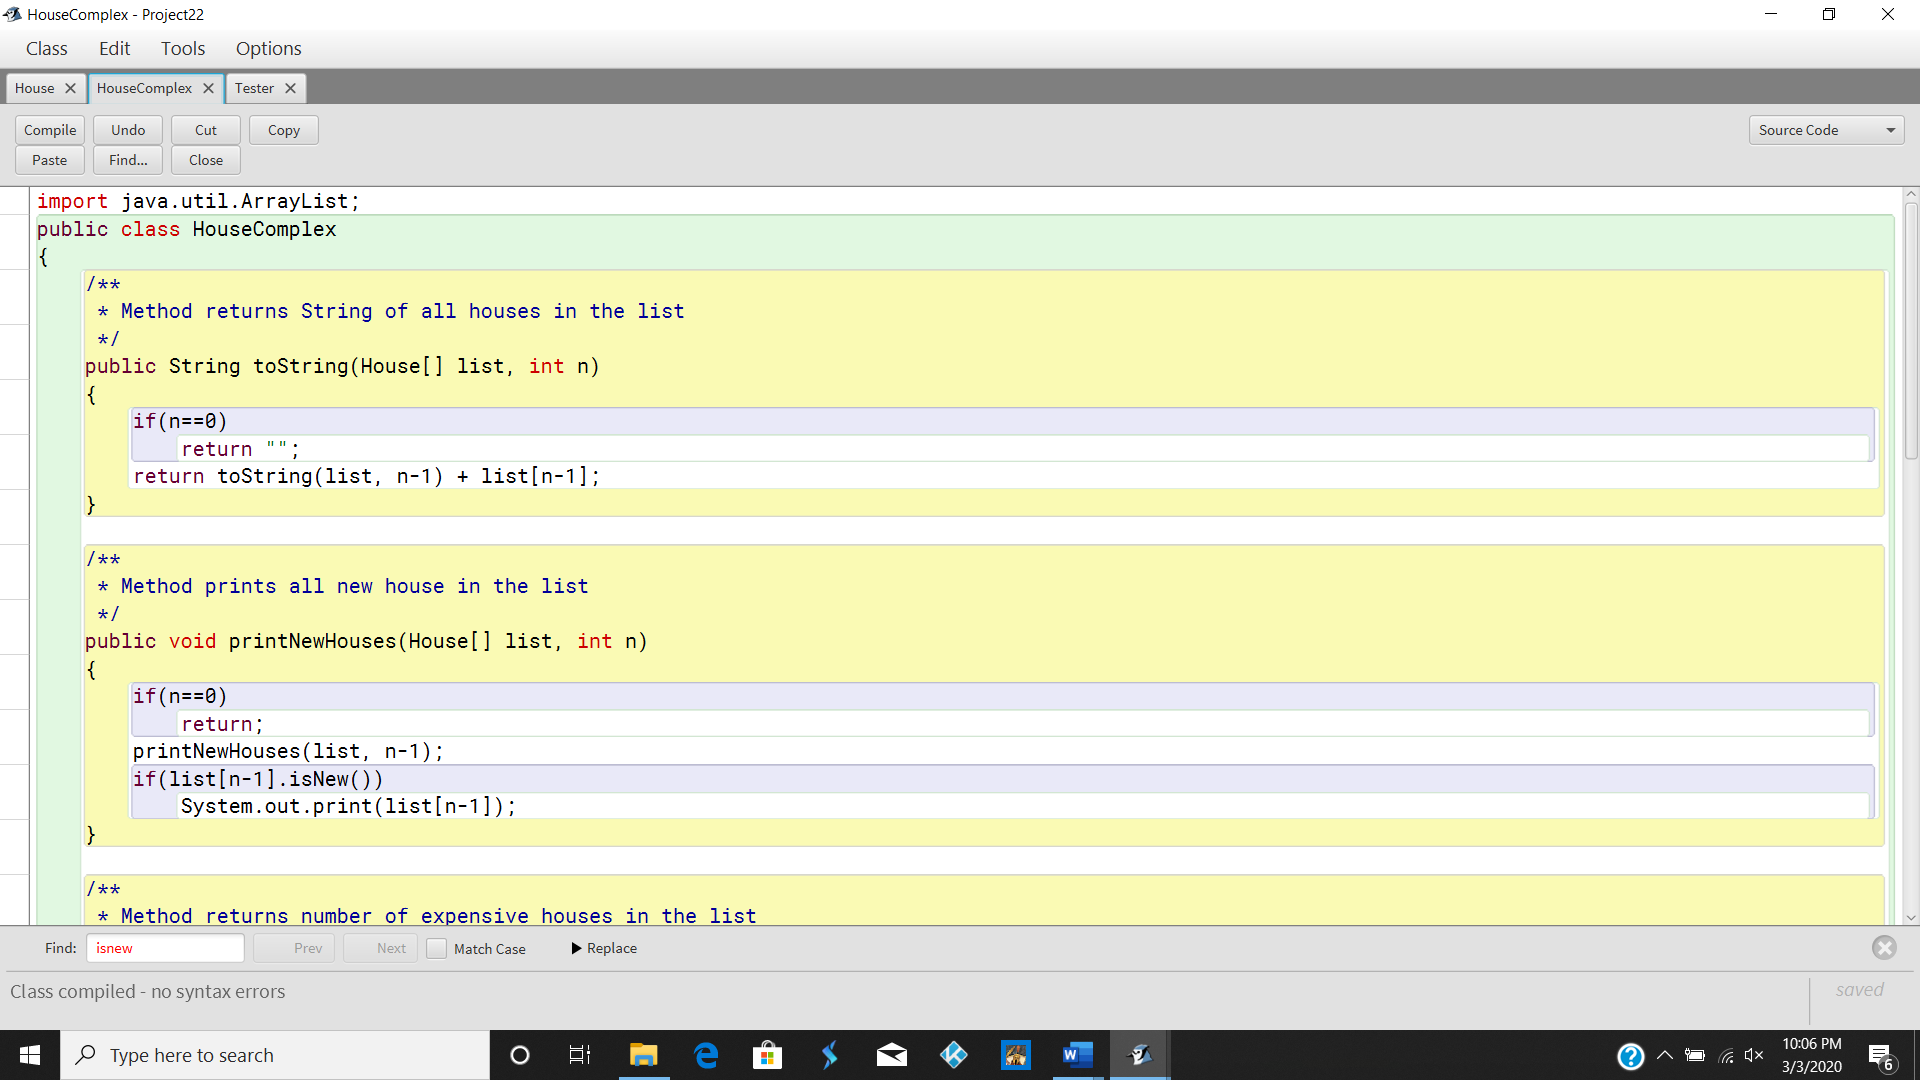 HouseComplex - Project22
Class Edit Tools Options
House HouseComplex Tester
Compile Undo Cut Copy
Source Code
Paste Find... Close
import java.util.ArrayList;
public class HouseComplex
{
/**
* Method returns String of all houses in the list
*/
public String toString(House[] list, int n)
{
if(n==0)
return "";
return toString(list, n-1) + list[n-1];
}
/**
* Method prints all new house in the list
*/
public void printNewHouses(House[] list, int n)
{
if(n==0)
return;
printNewHouses(list, n-1);
if(list[n-1].isNew())
System.out.print(list[n-1]);
}
/**
* Method returns number of expensive houses in the list
Find: isnew Prev Next Match Case Replace
Class compiled - no syntax errors
saved
Type here to search
10:06 PM
3/3/2020
6